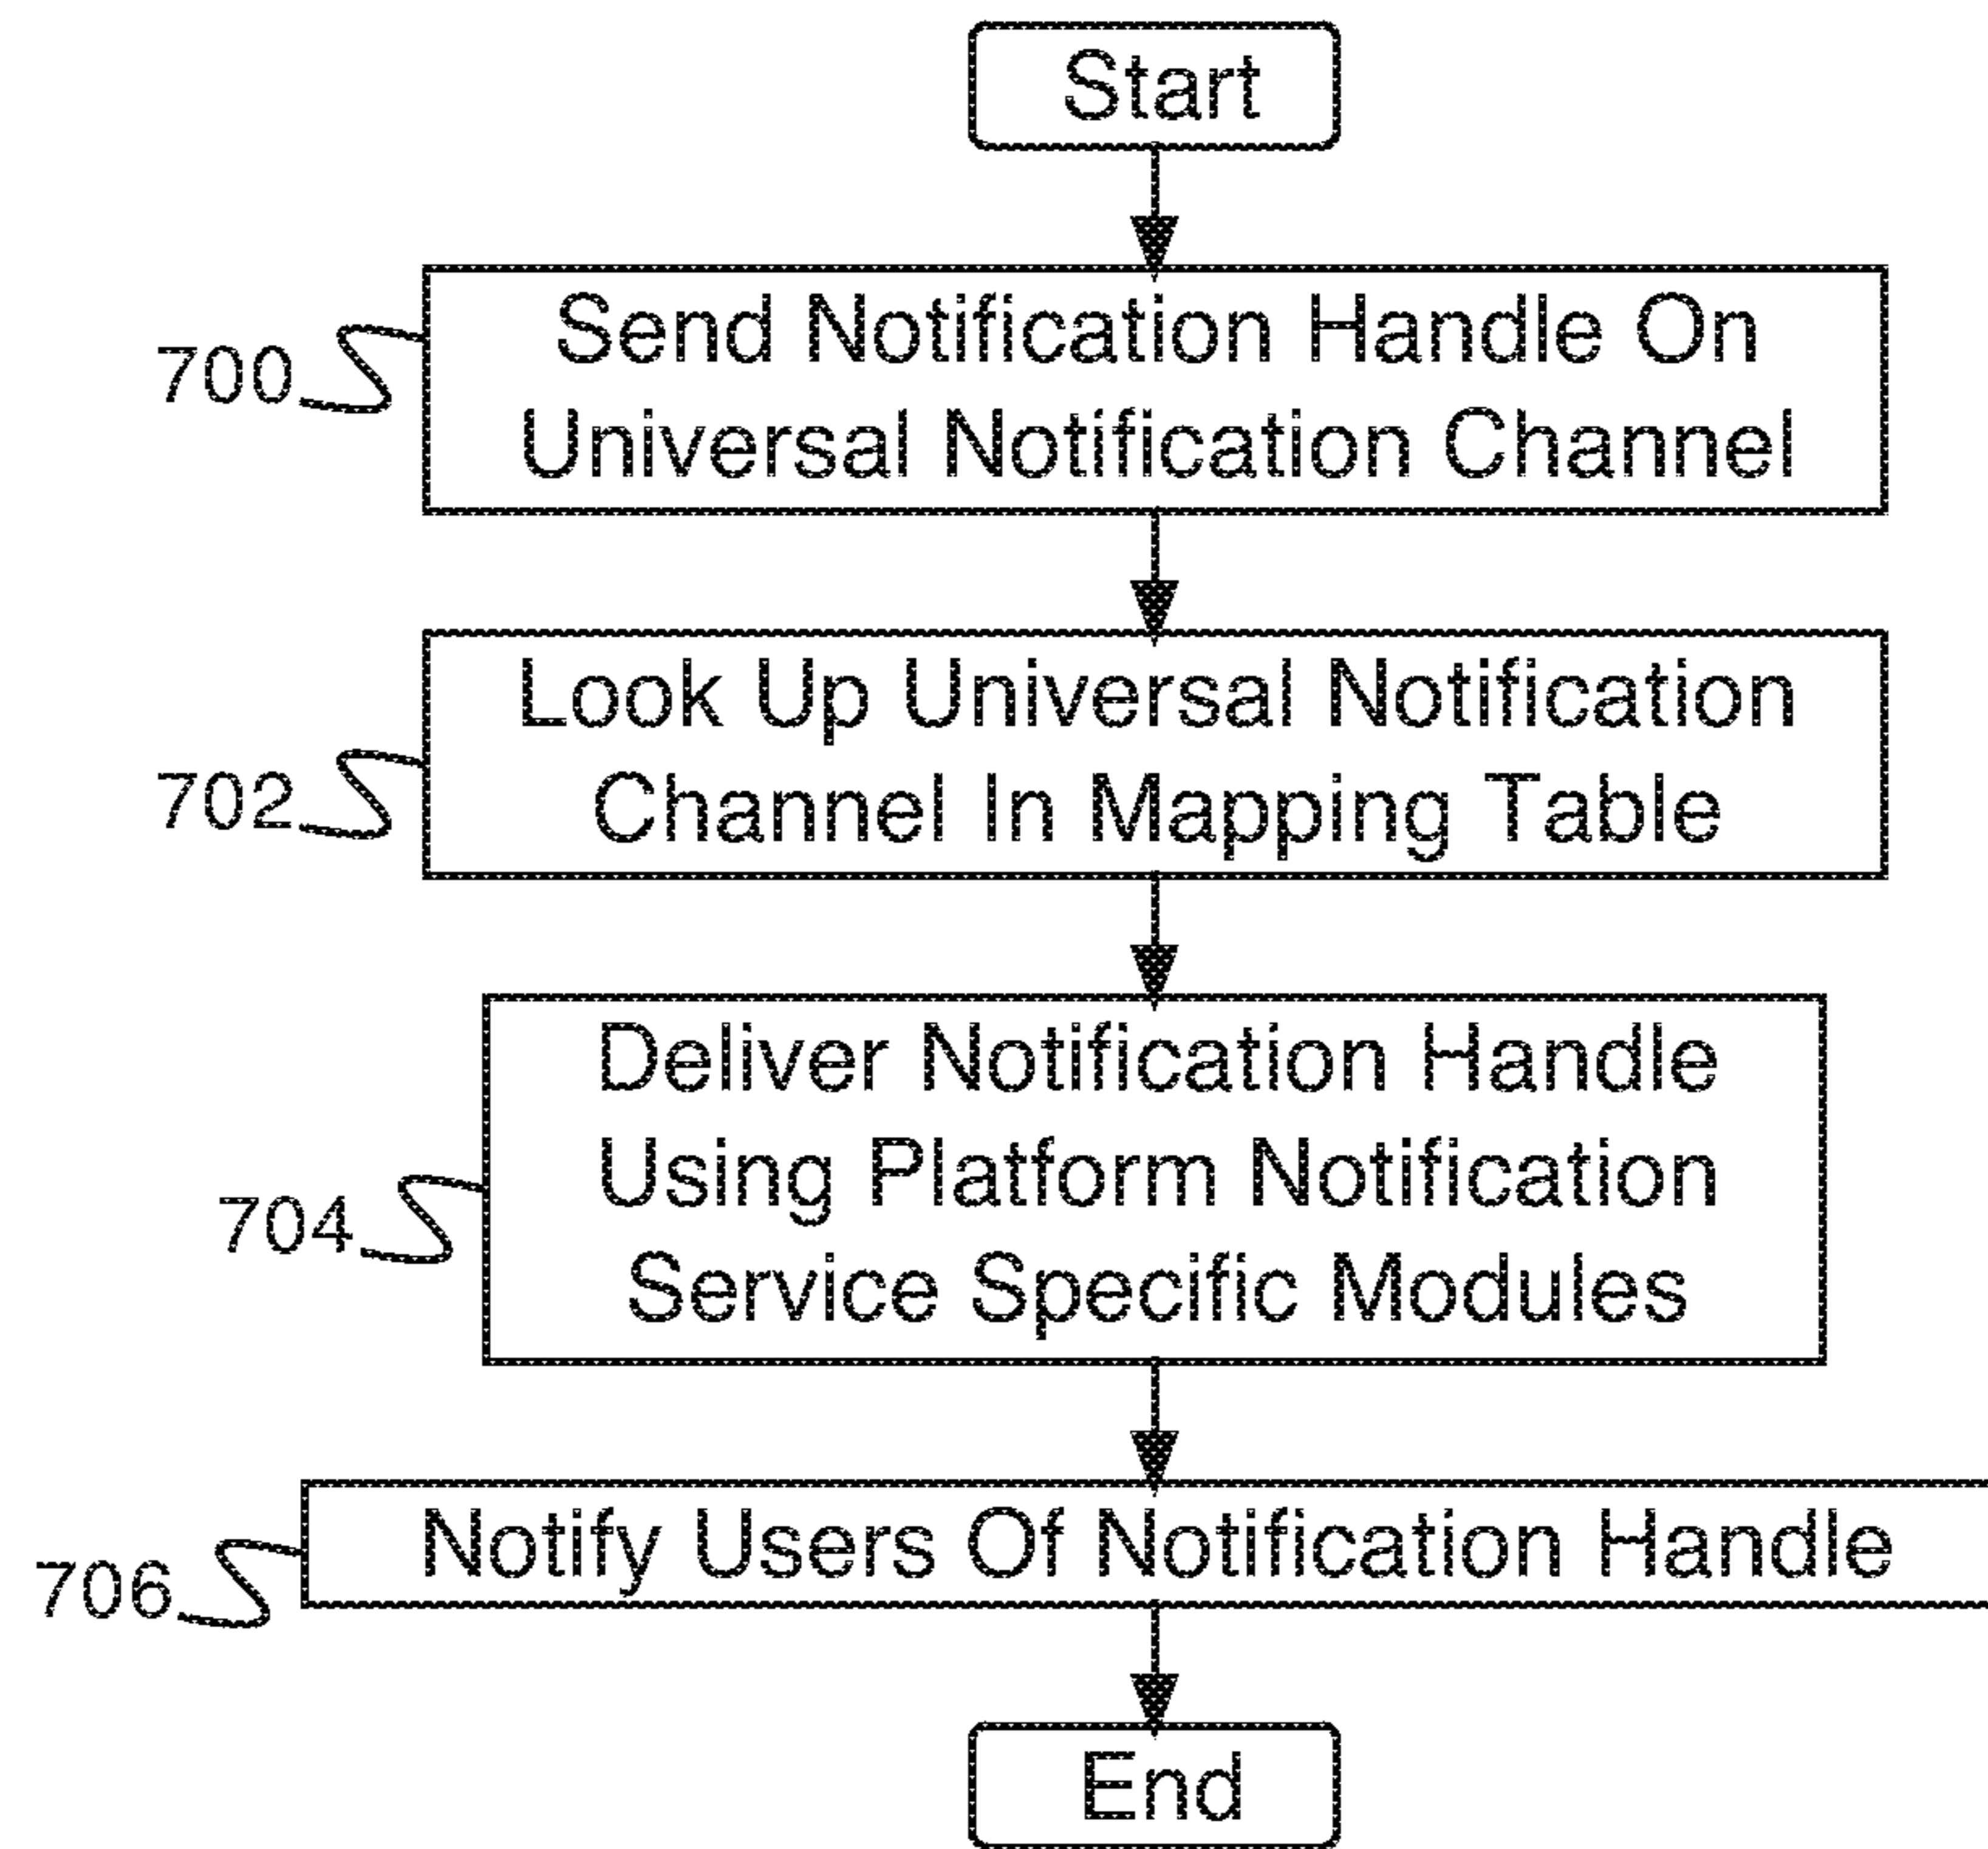 Start
700
Send Notification Handle On
Universal Notification Channel
702
Look Up Universal Notification
Channel In Mapping Table
704
Deliver Notification Handle
Using Platform Notification
Service Specific Modules
706
Notify Users Of Notification Handle
End